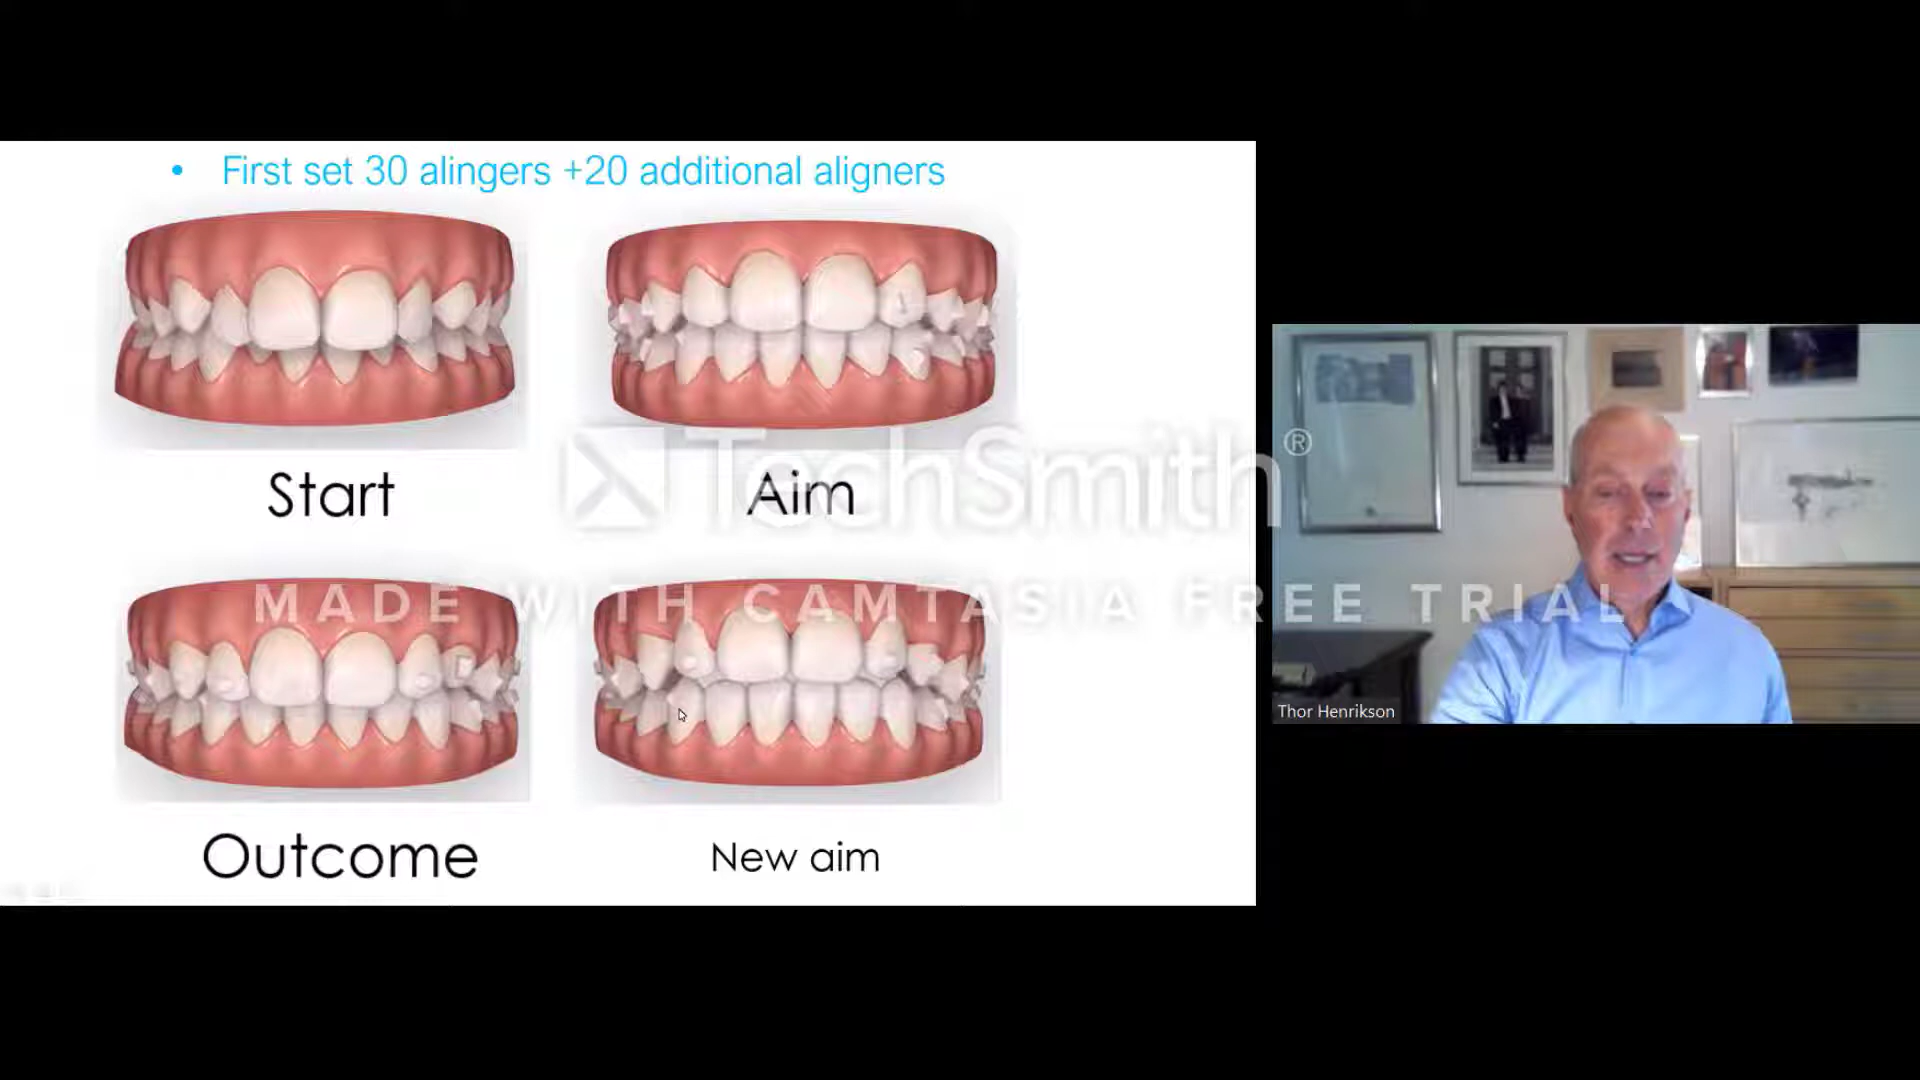 • First set 30 alingers +20 additional aligners
Start
Aim
TechSmith®
MADE WITH CAMTASIA FREE TRIAL
Outcome
New aim
Thor Henrikson